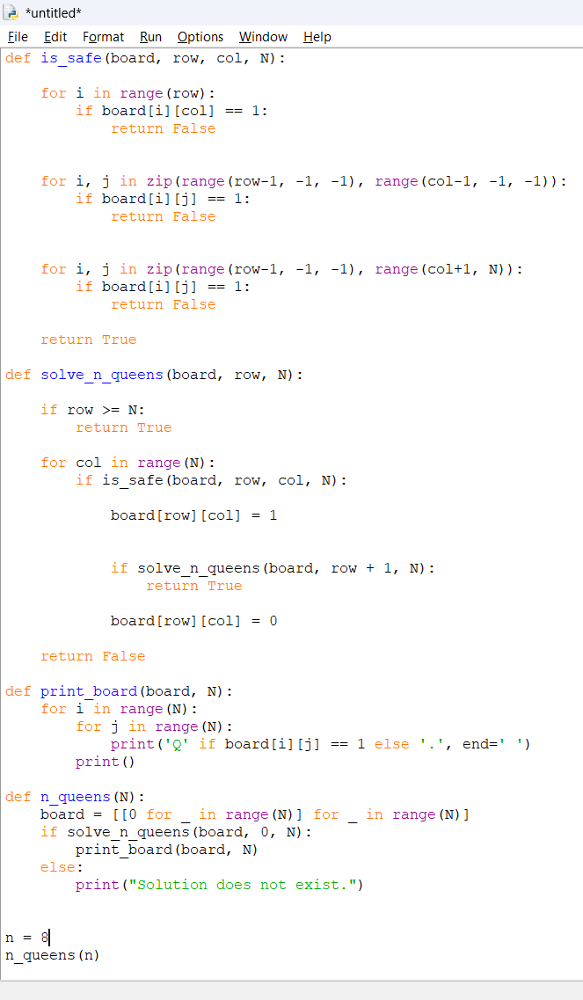 *untitled*
File Edit Format Run Options Window Help
def is_safe(board, row, col, N):
    for i in range(row):
        if board[i][col] == 1:
            return False
    for i, j in zip(range(row-1, -1, -1), range(col-1, -1, -1)):
        if board[i][j] == 1:
            return False
    for i, j in zip(range(row-1, -1, -1), range(col+1, N)):
        if board[i][j] == 1:
            return False
    return True
def solve_n_queens(board, row, N):
    if row >= N:
        return True
    for col in range(N):
        if is_safe(board, row, col, N):
            board[row][col] = 1
            if solve_n_queens(board, row + 1, N):
                return True
            board[row][col] = 0
    return False
def print_board(board, N):
    for i in range(N):
        for j in range(N):
            print('Q' if board[i][j] == 1 else '.', end=' ')
        print()
def n_queens(N):
    board = [[0 for _ in range(N)] for _ in range(N)]
    if solve_n_queens(board, 0, N):
        print_board(board, N)
    else:
        print("Solution does not exist.")
n = 8
n_queens(n)